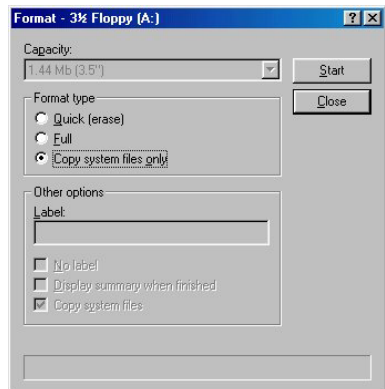 Format - 3½ Floppy (A:)
Capacity:
1.44 Mb (3.5")
Start
Close
Format type
Quick (erase)
Full
Copy system files only
Other options
Label:
No label
Display summary when finished
Copy system files